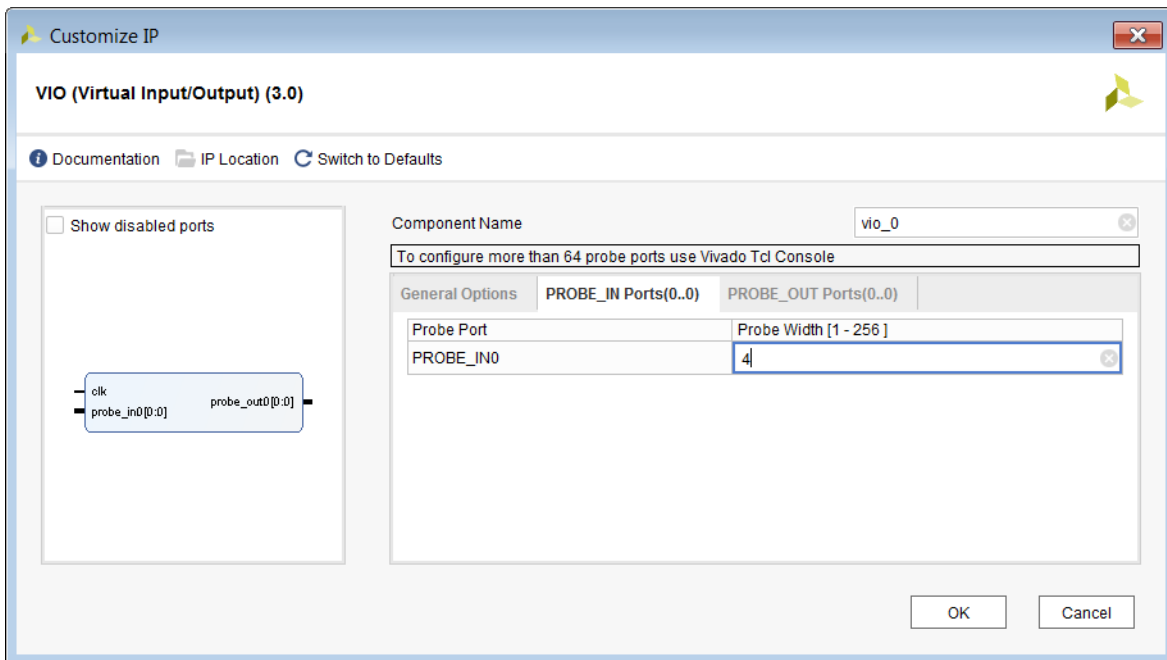 Customize IP
VIO (Virtual Input/Output) (3.0)
Documentation IP Location Switch to Defaults
Show disabled ports
Component Name vio_0
To configure more than 64 probe ports use Vivado Tcl Console
General Options PROBE_IN Ports(0..0) PROBE_OUT Ports(0..0)
Probe Port Probe Width [1 - 256 ]
PROBE_IN0 4
clk
probe_in0[0:0] probe_out0[0:0]
OK Cancel